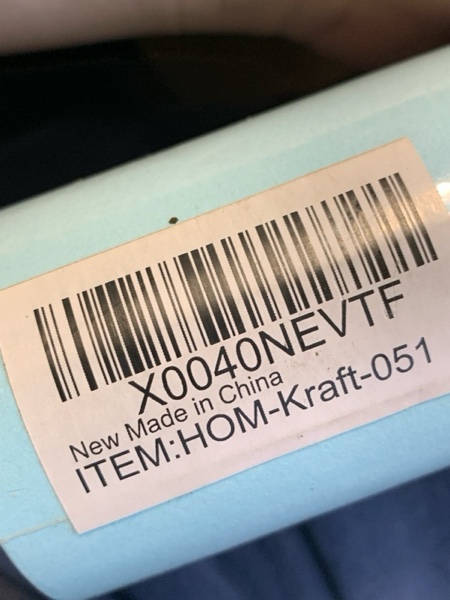 X0040NEVTF
New Made in China
ITEM:HOM-Kraft-051